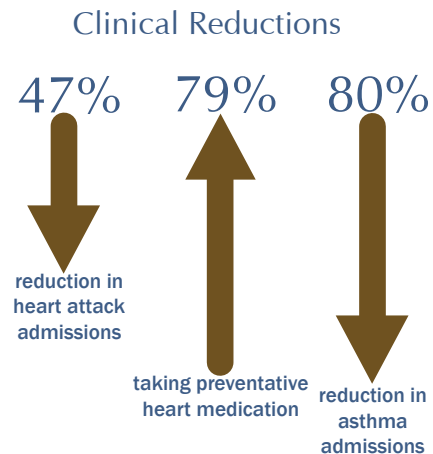 Clinical Reductions
47%
79%
80%
reduction in
heart attack
admissions
taking preventative
heart medication
reduction in
asthma
admissions